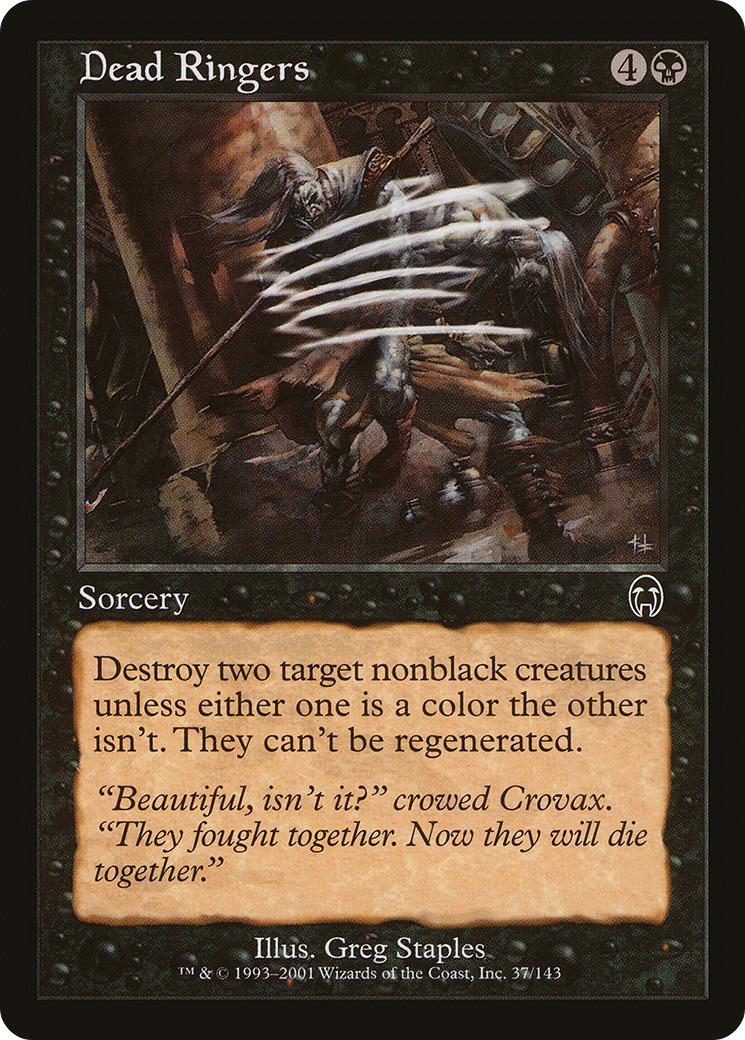 Dead Ringers
4
Sorcery
Destroy two target nonblack creatures
unless either one is a color the other
isn't. They can't be regenerated.
"Beautiful, isn't it?" crowed Crovax.
"They fought together. Now they will die
together."
Illus. Greg Staples
™ & © 1993–2001 Wizards of the Coast, Inc. 37/143